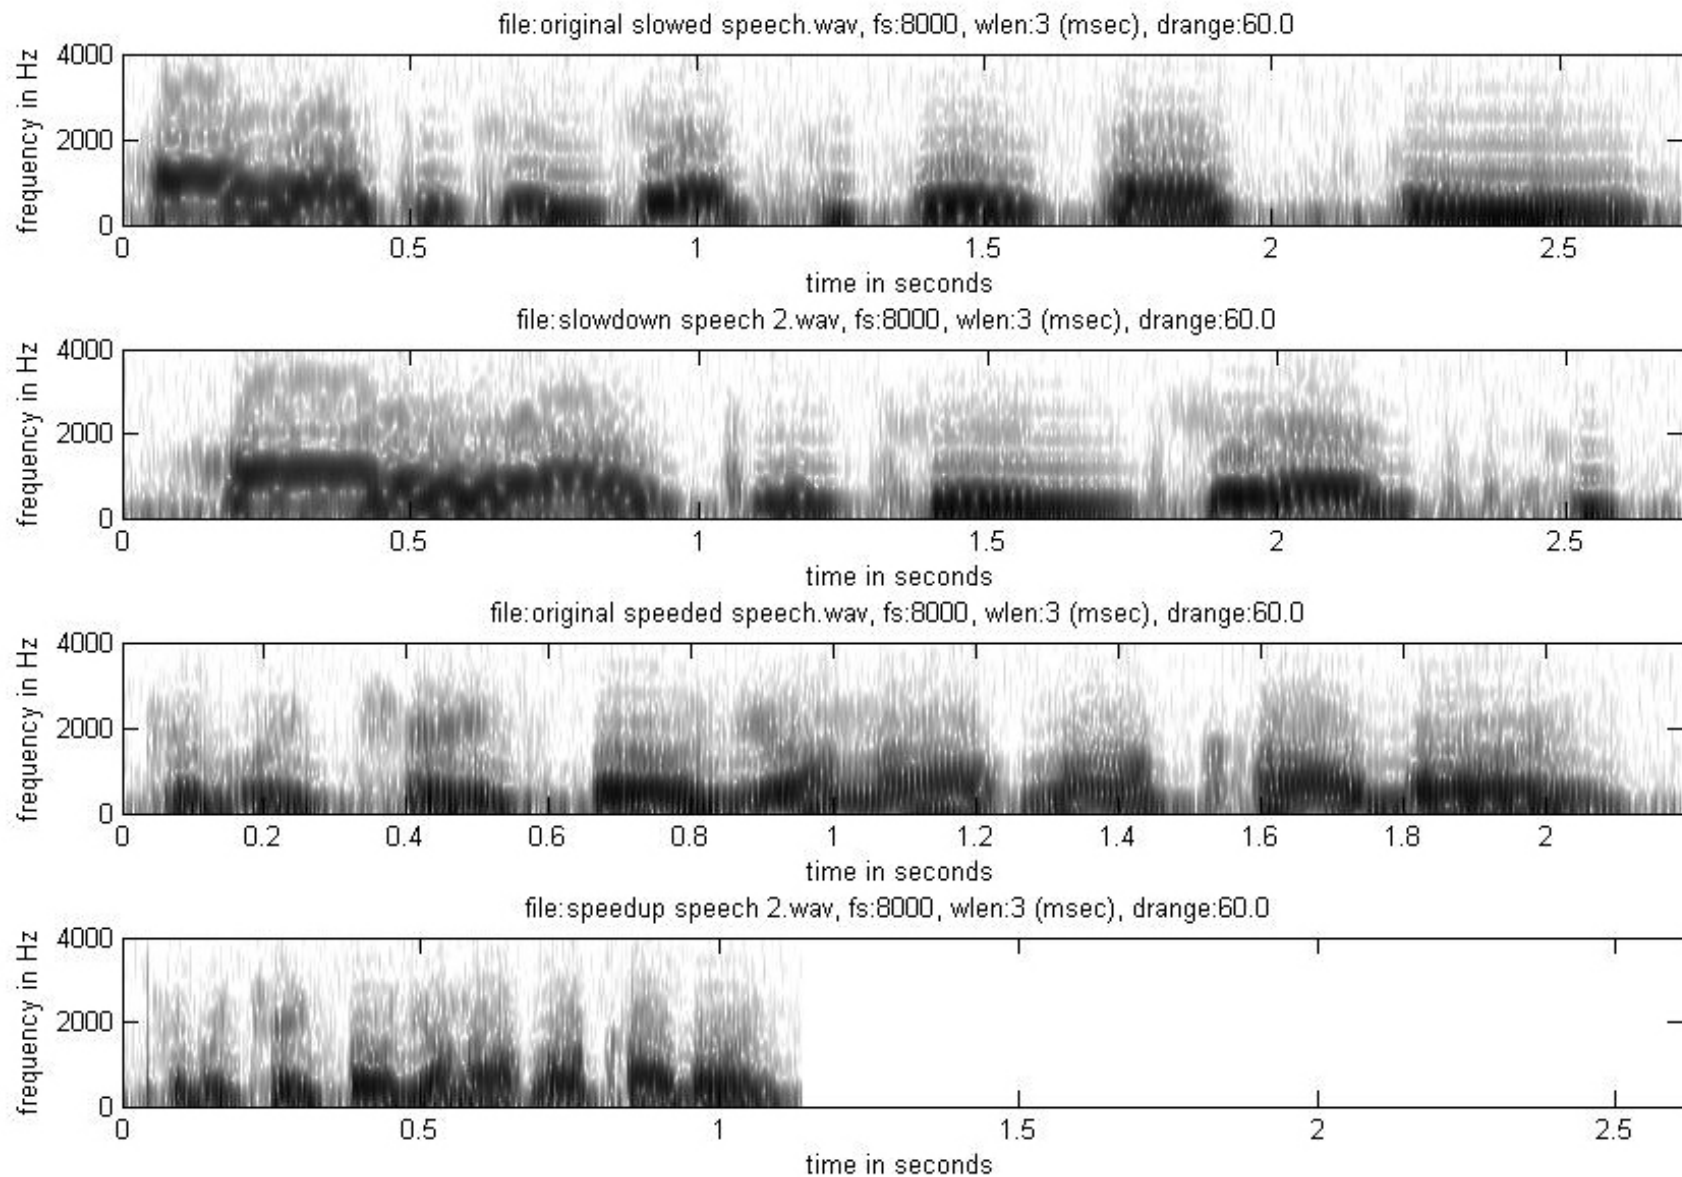 file:original slowed speech.wav, fs:8000, wlen:3 (msec), drange:60.0
4000
2000
0
frequency in Hz
0 0.5 1 1.5 2 2.5
time in seconds
file:slowdown speech 2.wav, fs:8000, wlen:3 (msec), drange:60.0
4000
2000
0
frequency in Hz
0 0.5 1 1.5 2 2.5
time in seconds
file:original speeded speech.wav, fs:8000, wlen:3 (msec), drange:60.0
4000
2000
0
frequency in Hz
0 0.2 0.4 0.6 0.8 1 1.2 1.4 1.6 1.8 2
time in seconds
file:speedup speech 2.wav, fs:8000, wlen:3 (msec), drange:60.0
4000
2000
0
frequency in Hz
0 0.5 1 1.5 2 2.5
time in seconds